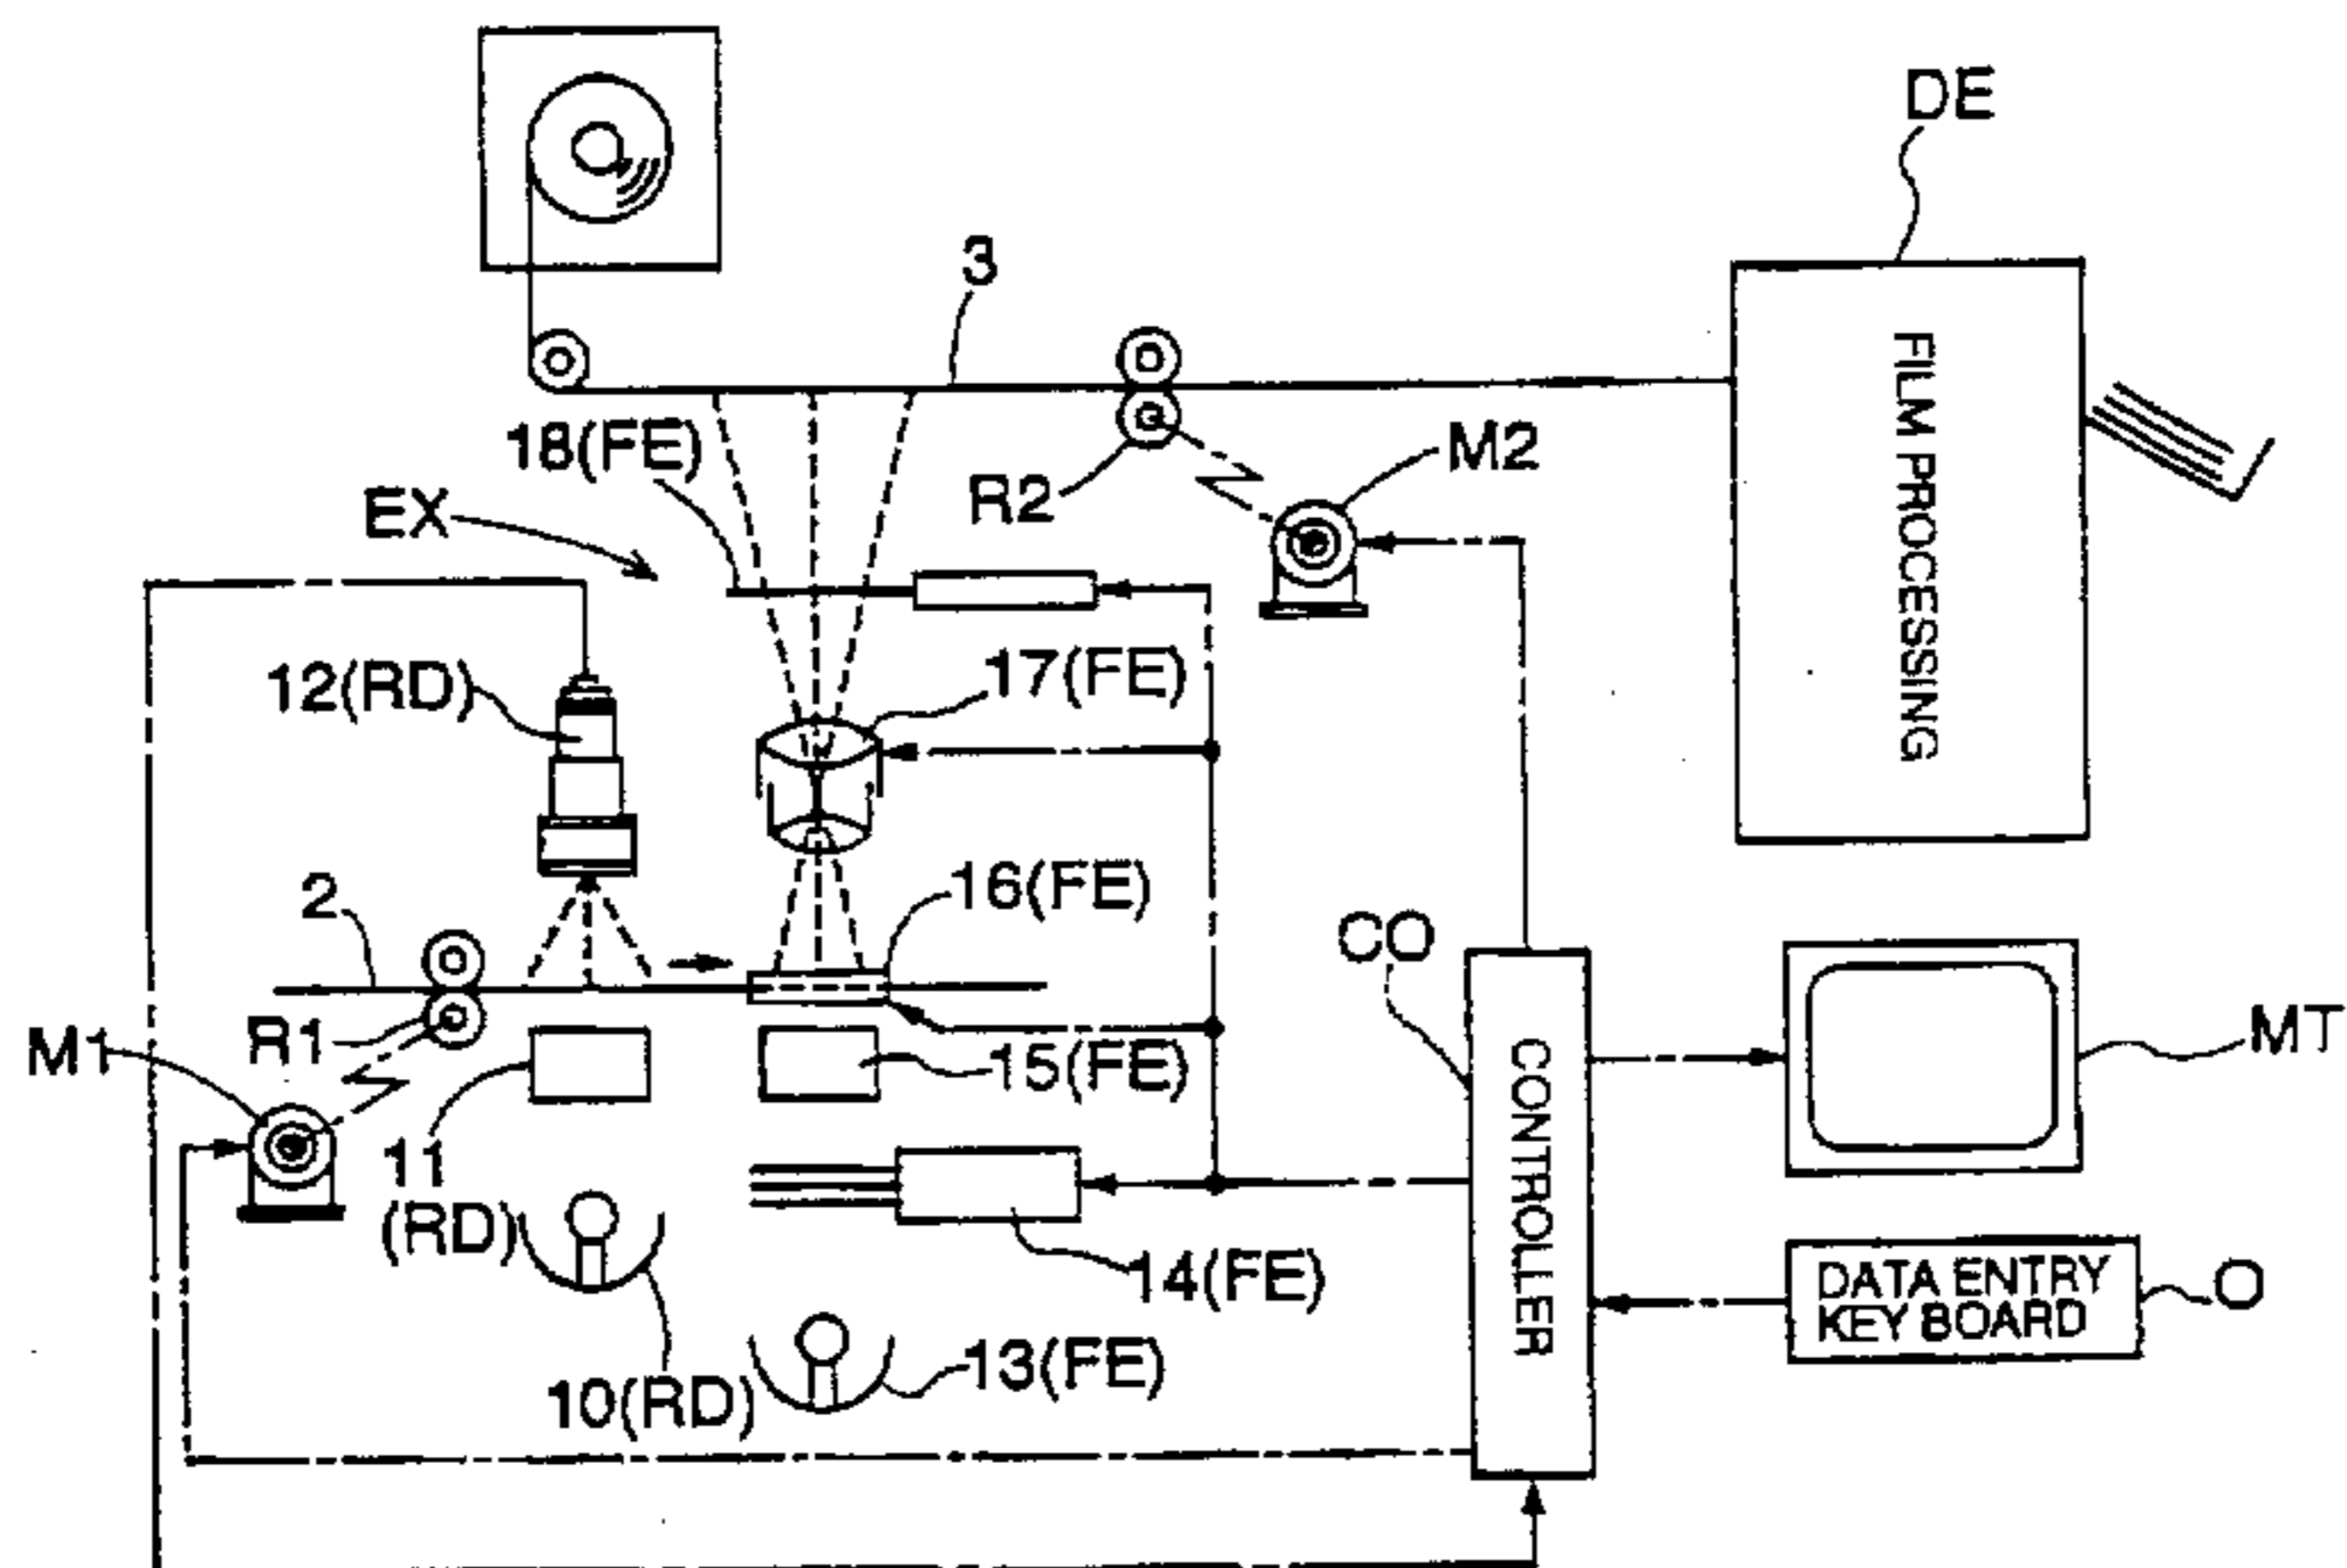 DE
3
18(FE)
M2
R2
EX
FILM PROCESSING
17(FE)
12(RD)
16(FE)
2
CO
MT
R1
M1
15(FE)
CONTROLLER
11
(RD)
14(FE)
DATA ENTRY
KEY BOARD
O
13(FE)
10(RD)